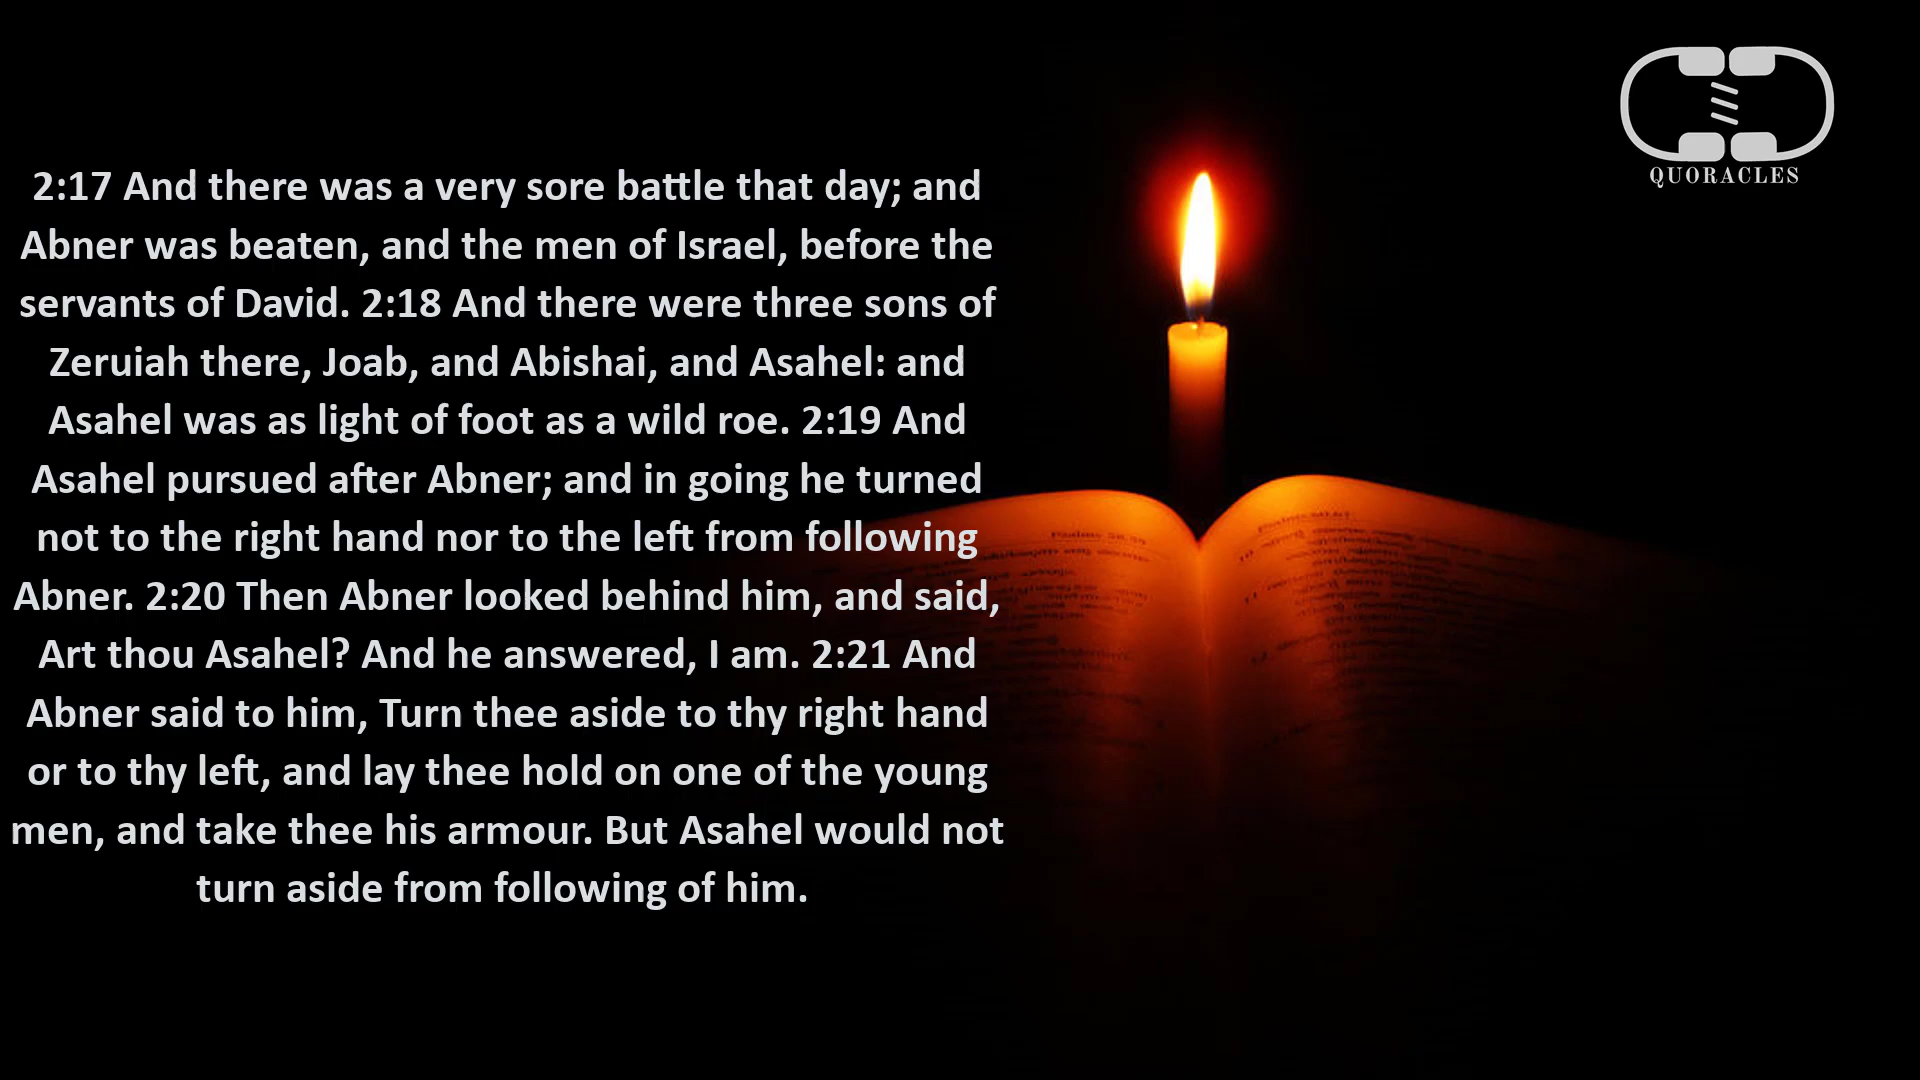 2:17 And there was a very sore battle that day; and
Abner was beaten, and the men of Israel, before the
servants of David. 2:18 And there were three sons of
Zeruiah there, Joab, and Abishai, and Asahel: and
Asahel was as light of foot as a wild roe. 2:19 And
Asahel pursued after Abner; and in going he turned
not to the right hand nor to the left from following
Abner. 2:20 Then Abner looked behind him, and said,
Art thou Asahel? And he answered, I am. 2:21 And
Abner said to him, Turn thee aside to thy right hand
or to thy left, and lay thee hold on one of the young
men, and take thee his armour. But Asahel would not
turn aside from following of him.
QUORACLES